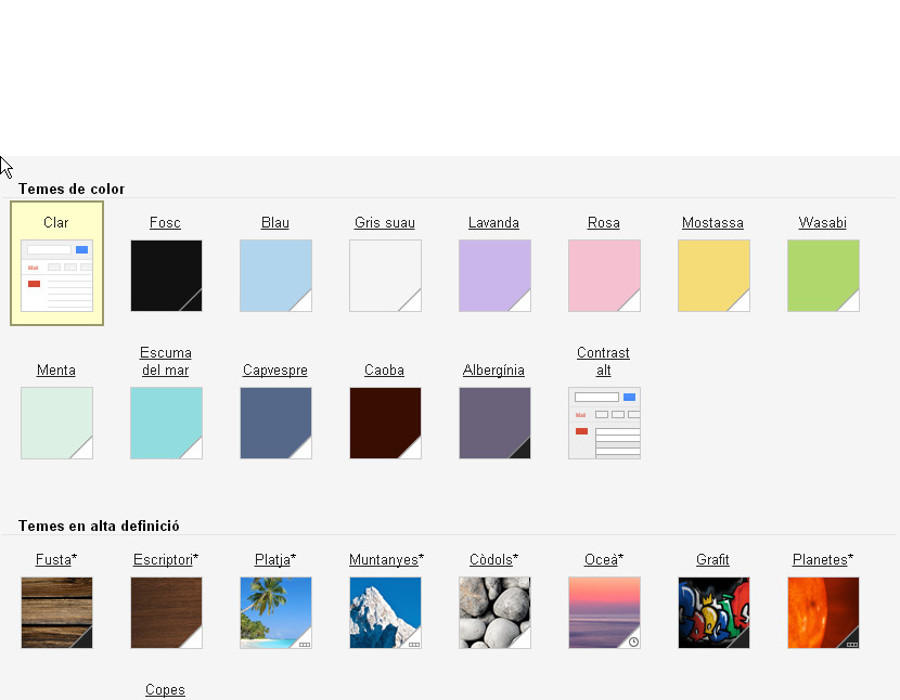 Temes de color
Clar Fosc Blau Gris suau Lavanda Rosa Mostassa Wasabi
Mail
Escuma Contrast
Menta del mar Capvespre Caoba Albergínia alt
Mail
Temes en alta definició
Fusta* Escriptori* Platja* Muntanyes* Còdols* Oceà* Grafit Planetes*
Copes